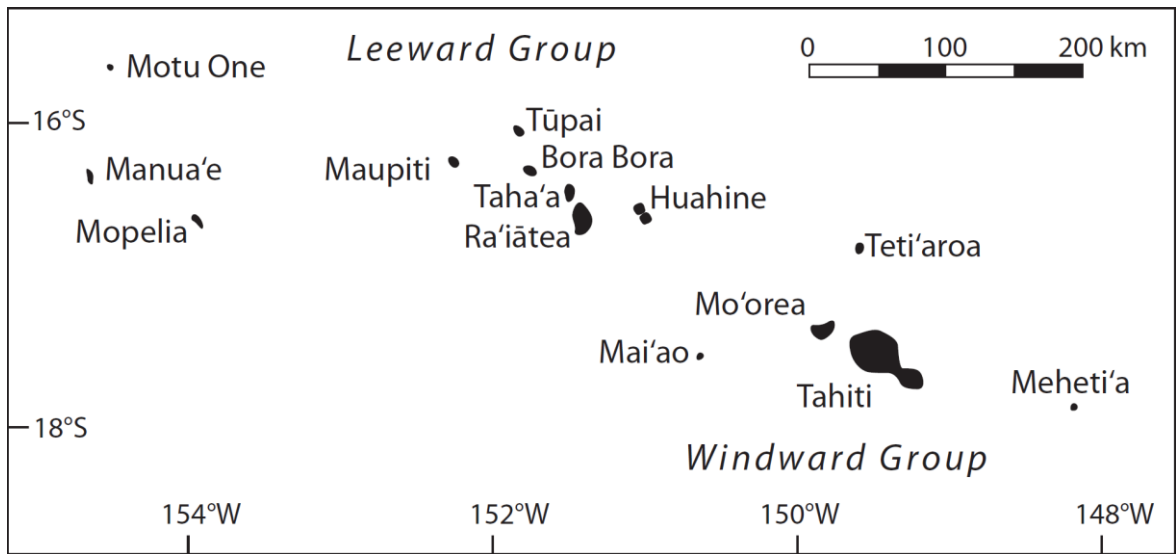 Leeward Group
0 100 200 km
Motu One
16°S
Tūpai
Manua‘e
Maupiti
Bora Bora
Taha‘a
Huahine
Mopelia
Ra‘iātea
Teti‘aroa
Mo‘orea
Mai‘ao
Tahiti
Meheti‘a
18°S
Windward Group
154°W 152°W 150°W 148°W